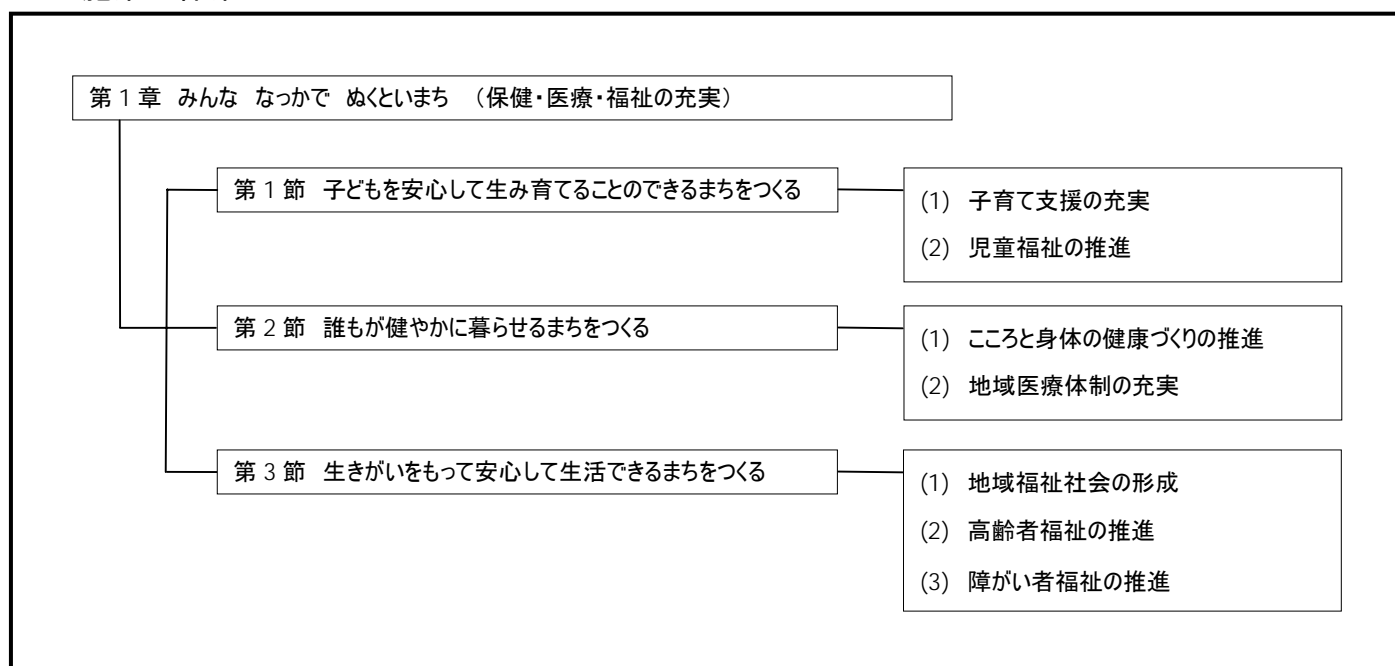 第1章 みんな なっかで ぬくといまち (保健・医療・福祉の充実)
第1節 子どもを安心して生み育てることのできるまちをつくる
(1) 子育て支援の充実
(2) 児童福祉の推進
第2節 誰もが健やかに暮らせるまちをつくる
(1) こころと身体の健康づくりの推進
(2) 地域医療体制の充実
第3節 生きがいをもって安心して生活できるまちをつくる
(1) 地域福祉社会の形成
(2) 高齢者福祉の推進
(3) 障がい者福祉の推進